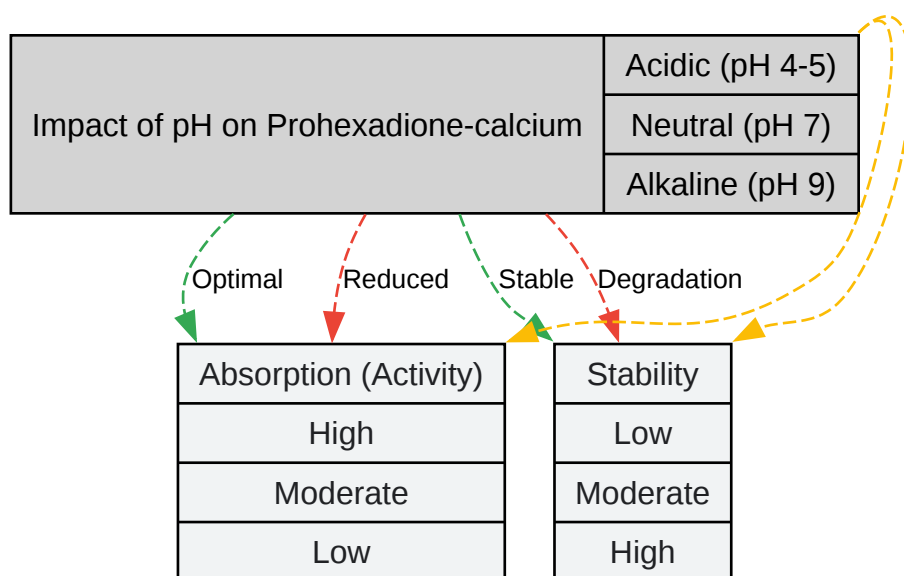 Impact of pH on Prohexadione-calcium
Acidic (pH 4-5)
Neutral (pH 7)
Alkaline (pH 9)
Optimal
Reduced
Stable
Degradation
Absorption (Activity)
High
Moderate
Low
Stability
Low
Moderate
High